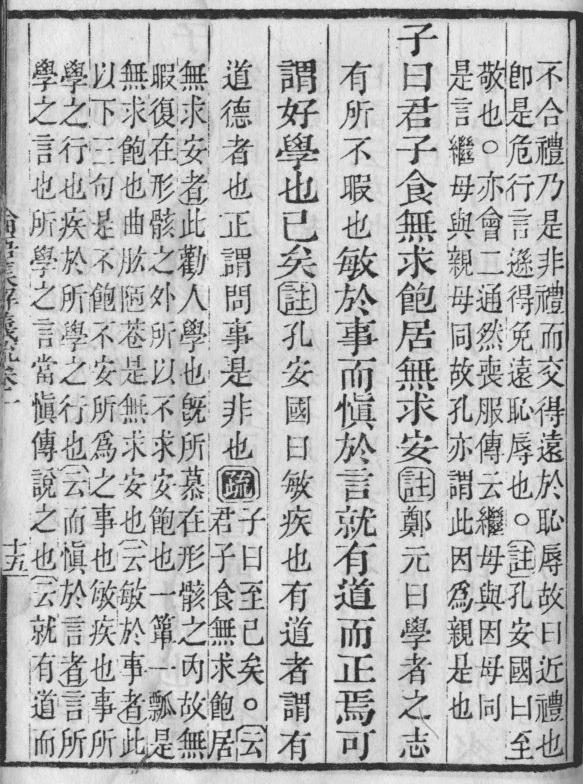 不合禮乃是非禮而交得遠於恥辱故曰近禮也
卽是危行言遜得免遠恥辱也。註孔安國曰至
敬也。亦會二通然喪服傳云繼母與因母同
是言繼母與親母同故孔亦謂此因爲親是也
子曰君子食無求飽居無求安註鄭元曰學者之志
有所不暇也敏於事而慎於言就有道而正焉可
謂好學也已矣註孔安國曰敏疾也有道者謂有
道德者也正謂問事是非也疏子曰至已矣。云
君子食無求飽居
無求安者此勸人學也旣所慕在形骸之內故無
暇復在形骸之外所以不求安飽也一簞一瓢是
無求飽也曲肱陋巷是無求安也云敏於事者此
以下三句是不飽不安所爲之事也敏疾也事所
學之行也疾於所學之行也云而愼於言者言所
學之言也所學之言當愼傳說之也云就有道而
十五